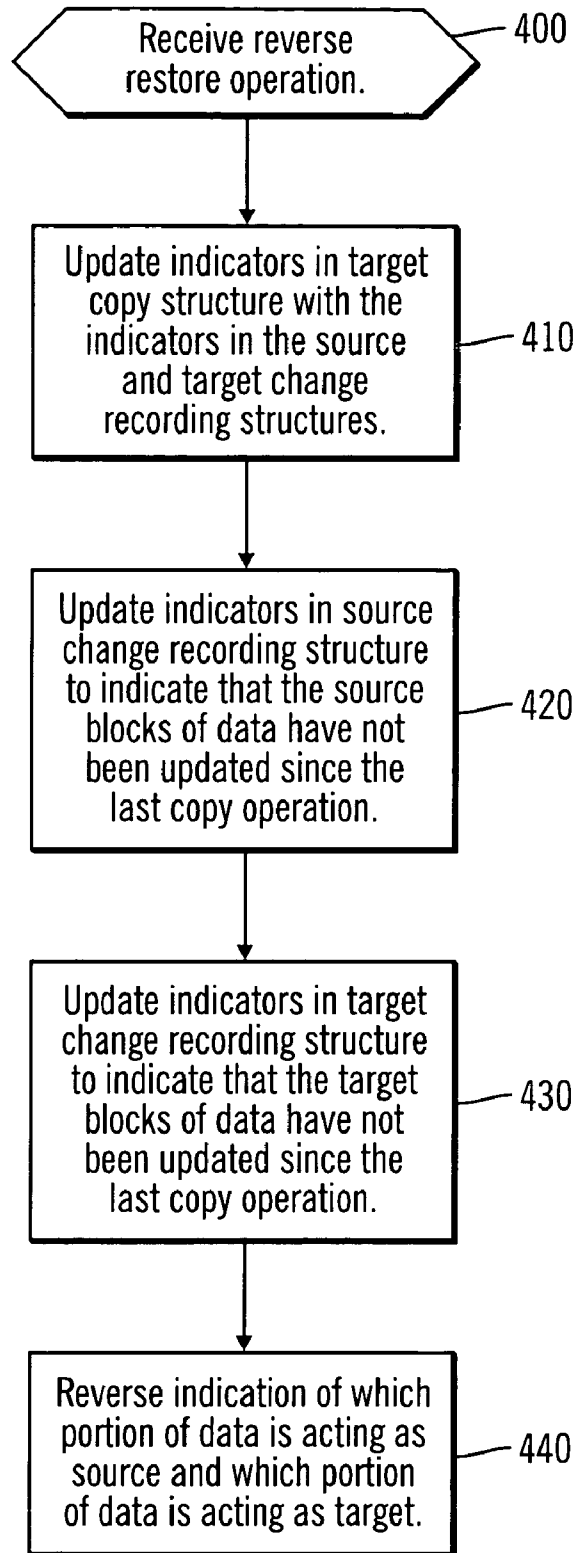 Receive reverse
restore operation.
400
Update indicators in target
copy structure with the
indicators in the source
and target change
recording structures.
410
Update indicators in source
change recording structure
to indicate that the source
blocks of data have not
been updated since the
last copy operation.
420
Update indicators in target
change recording structure
to indicate that the target
blocks of data have not
been updated since the
last copy operation.
430
Reverse indication of which
portion of data is acting as
source and which portion
of data is acting as target.
440